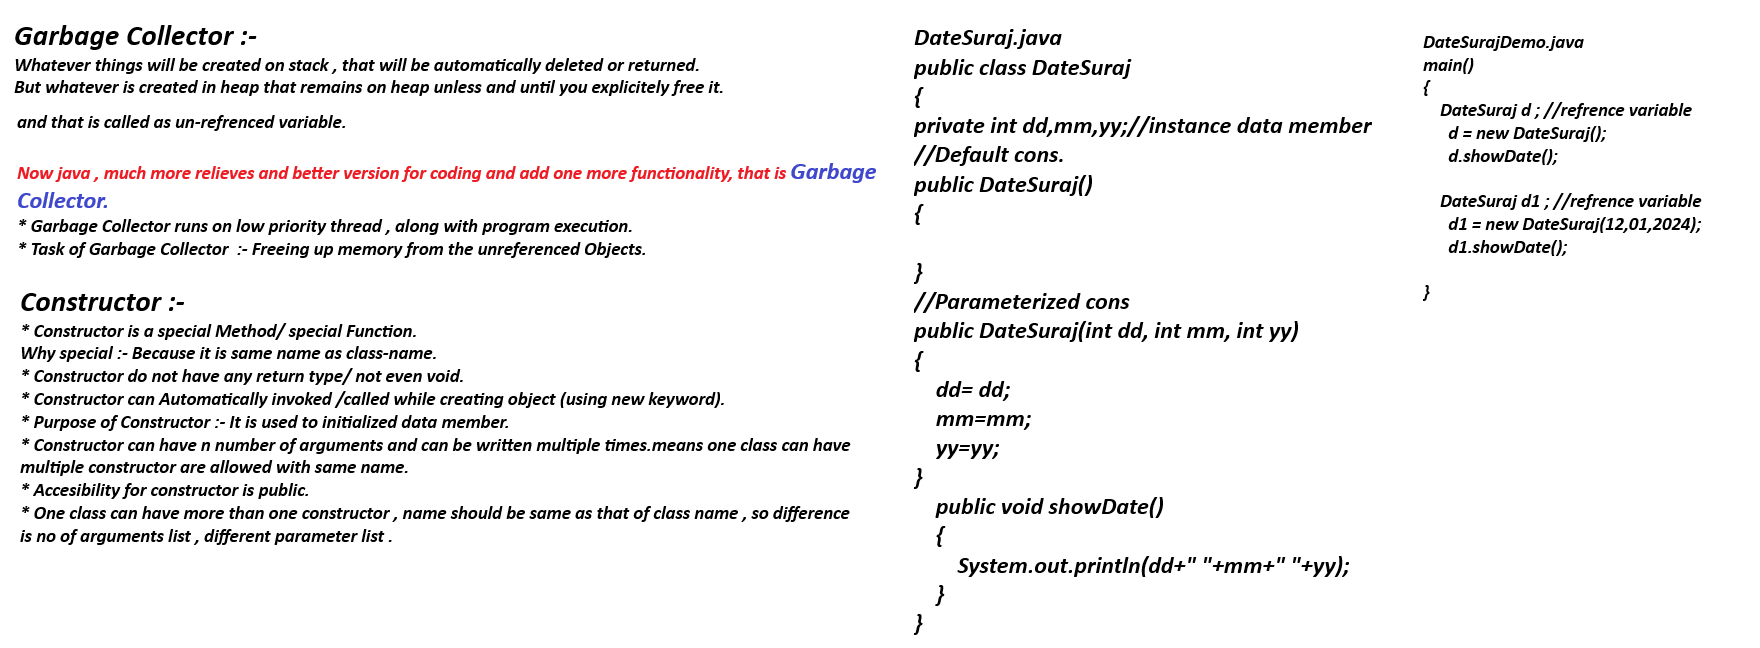 Garbage Collector :-
Whatever things will be created on stack , that will be automatically deleted or returned.
But whatever is created in heap that remains on heap unless and until you explicitely free it.
and that is called as un-refrenced variable.
Now java , much more relieves and better version for coding and add one more functionality, that is Garbage
Collector.
* Garbage Collector runs on low priority thread , along with program execution.
* Task of Garbage Collector  :- Freeing up memory from the unreferenced Objects.
Constructor :-
* Constructor is a special Method/ special Function.
Why special :- Because it is same name as class-name.
* Constructor do not have any return type/ not even void.
* Constructor can Automatically invoked /called while creating object (using new keyword).
* Purpose of Constructor :- It is used to initialized data member.
* Constructor can have n number of arguments and can be written multiple times.means one class can have
multiple constructor are allowed with same name.
* Accesibility for constructor is public.
* One class can have more than one constructor , name should be same as that of class name , so difference
is no of arguments list , different parameter list .
DateSuraj.java
public class DateSuraj
{
private int dd,mm,yy;//instance data member
//Default cons.
public DateSuraj()
{
}
//Parameterized cons
public DateSuraj(int dd, int mm, int yy)
{
dd= dd;
mm=mm;
yy=yy;
}
public void showDate()
{
System.out.println(dd+" "+mm+" "+yy);
}
}
DateSurajDemo.java
main()
{
DateSuraj d ; //refrence variable
d = new DateSuraj();
d.showDate();
DateSuraj d1 ; //refrence variable
d1 = new DateSuraj(12,01,2024);
d1.showDate();
}